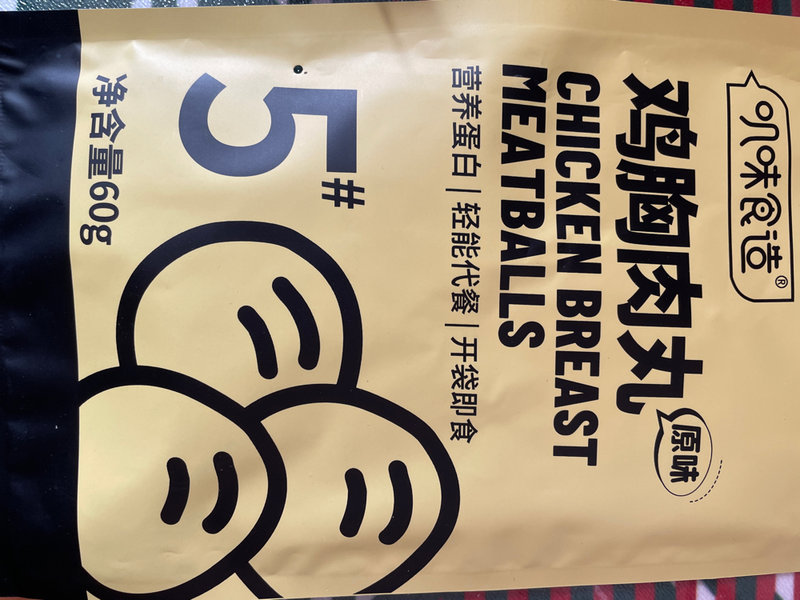 叽味食造®
鸡胸肉丸
原味
CHICKEN BREAST
MEATBALLS
营养蛋白|轻能代餐|开袋即食
5#
净含量60g